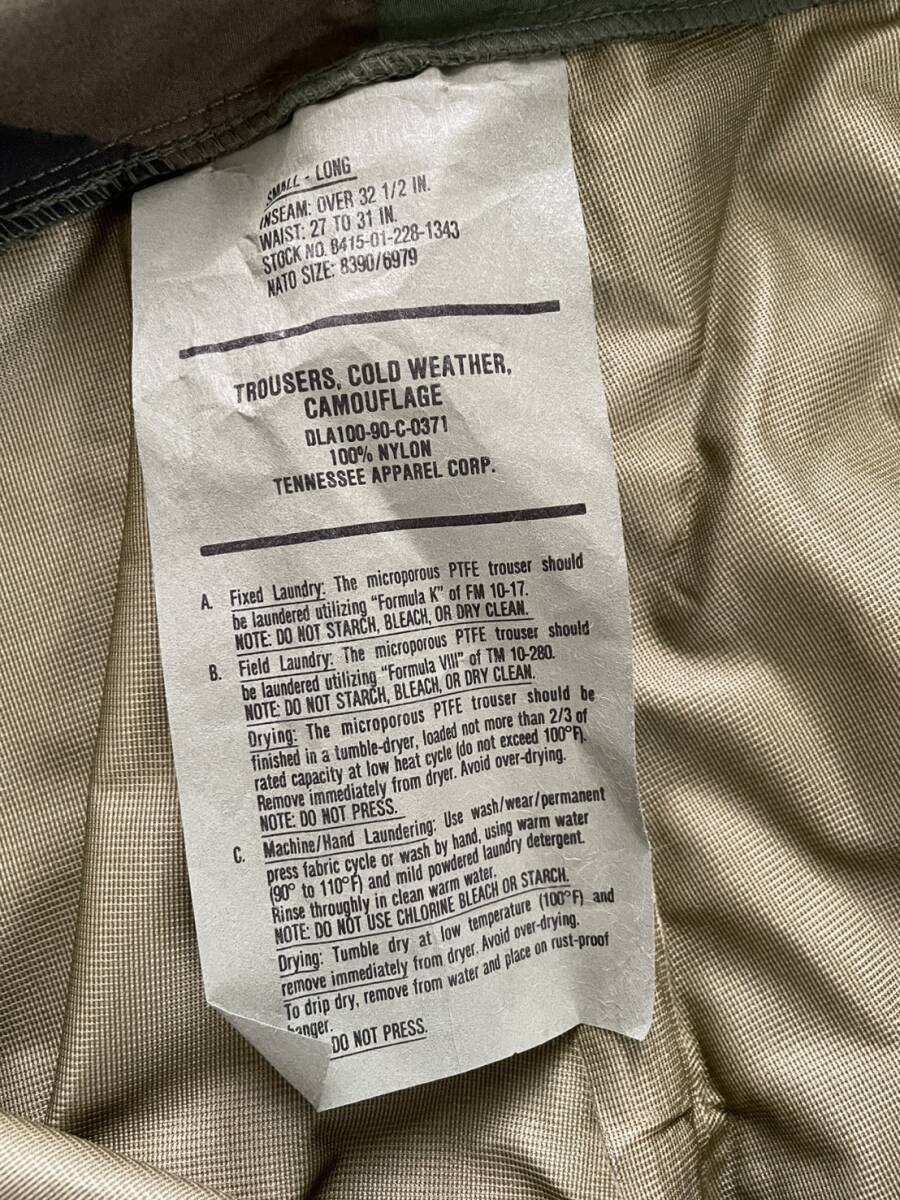 SMALL - LONG
INSEAM: OVER 32 1/2 IN.
WAIST: 27 TO 31 IN.
STOCK NO. 8415-01-228-1343
NATO SIZE: 8390/6979
TROUSERS, COLD WEATHER,
CAMOUFLAGE
DLA100-90-C-0371
100% NYLON
TENNESSEE APPAREL CORP.
A. Fixed Laundry: The microporous PTFE trouser should
be laundered utilizing "Formula K" of FM 10-17.
NOTE: DO NOT STARCH, BLEACH, OR DRY CLEAN.
B. Field Laundry: The microporous PTFE trouser should
be laundered utilizing "Formula VIII" of TM 10-280.
NOTE: DO NOT STARCH, BLEACH, OR DRY CLEAN.
Drying: The microporous PTFE trouser should be
finished in a tumble-dryer, loaded not more than 2/3 of
rated capacity at low heat cycle (do not exceed 100°F).
Remove immediately from dryer. Avoid over-drying.
NOTE: DO NOT PRESS.
C. Machine/Hand Laundering: Use wash/wear/permanent
press fabric cycle or wash by hand, using warm water
(90° to 110°F) and mild powdered laundry detergent.
Rinse throughly in clean warm water.
NOTE: DO NOT USE CHLORINE BLEACH OR STARCH.
Drying: Tumble dry at low temperature (100°F) and
remove immediately from dryer. Avoid over-drying.
To drip dry, remove from water and place on rust-proof
hanger.
DO NOT PRESS.